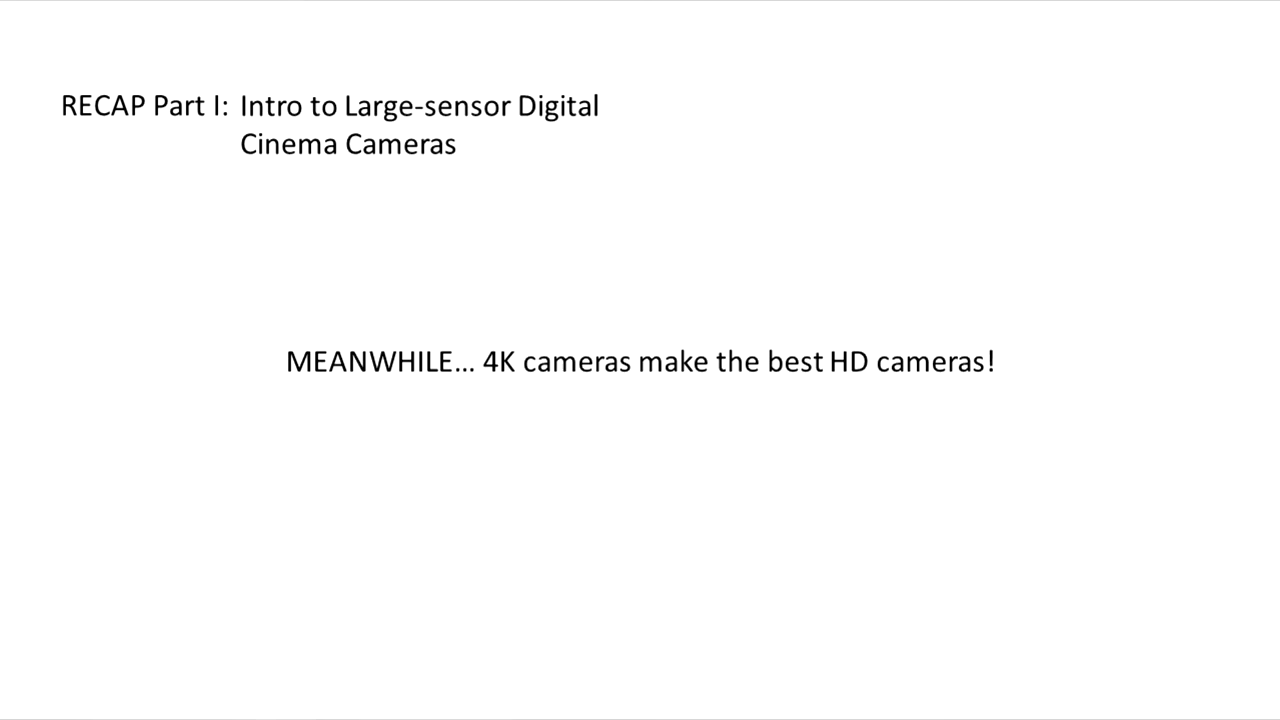 RECAP Part I: Intro to Large-sensor Digital
Cinema Cameras
MEANWHILE... 4K cameras make the best HD cameras!